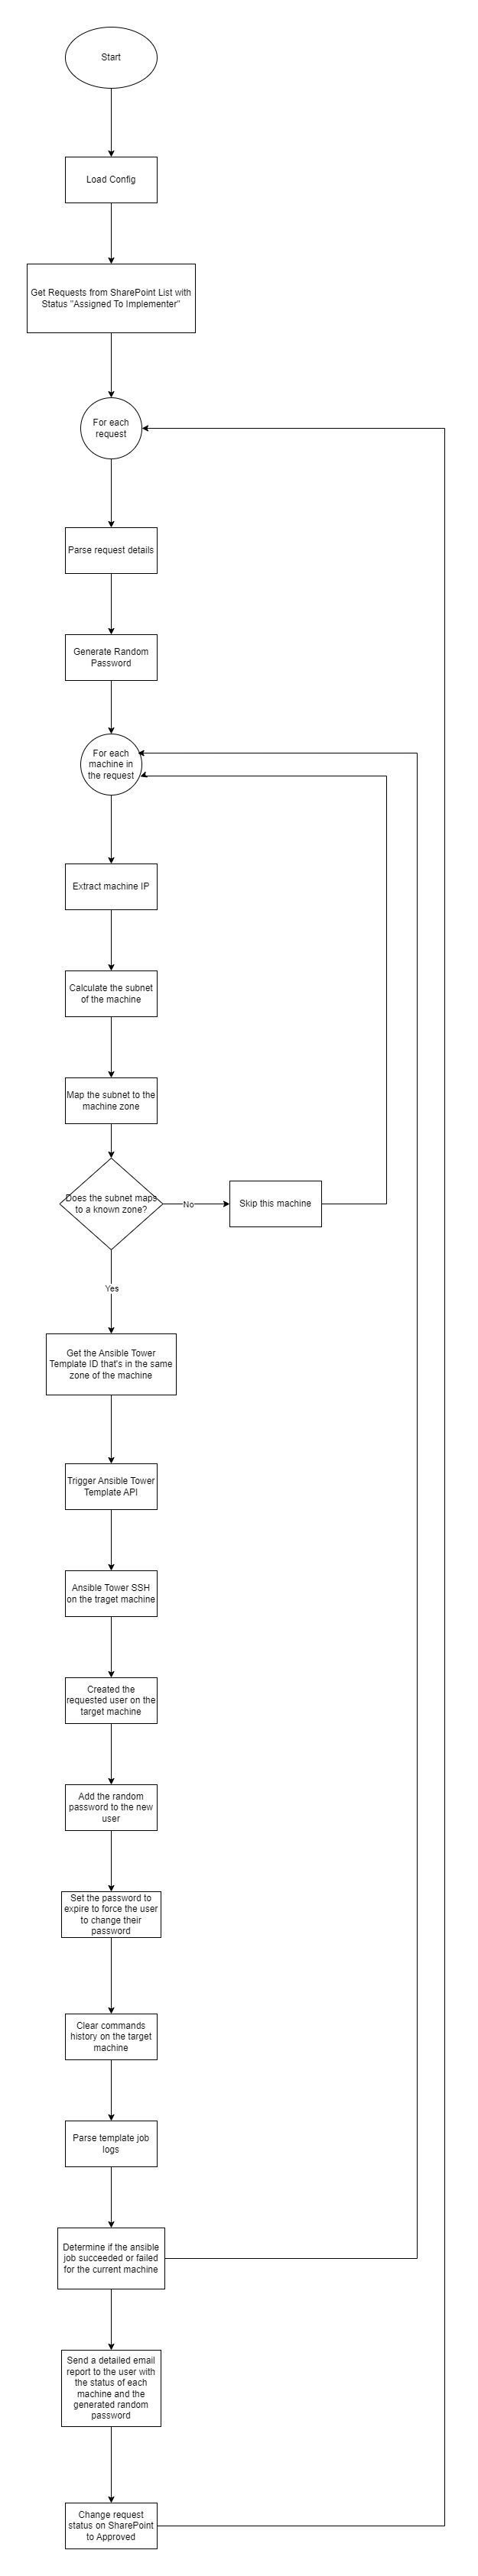 Start
Load Config
Get Requests from SharePoint List with
Status "Assigned To Implementer"
For each
request
Parse request details
Generate Random
Password
For each
machine in
the request
Extract machine IP
Calculate the subnet
of the machine
Map the subnet to the
machine zone
Does the subnet maps
to a known zone?
No
Skip this machine
Yes
Get the Ansible Tower
Template ID that's in the same
zone of the machine
Trigger Ansible Tower
Template API
Ansible Tower SSH
on the traget machine
Created the
requested user on the
target machine
Add the random
password to the new
user
Set the password to
expire to force the user
to change their
password
Clear commands
history on the target
machine
Parse template job
logs
Determine if the ansible
job succeeded or failed
for the current machine
Send a detailed email
report to the user with
the status of each
machine and the
generated random
password
Change request
status on SharePoint
to Approved